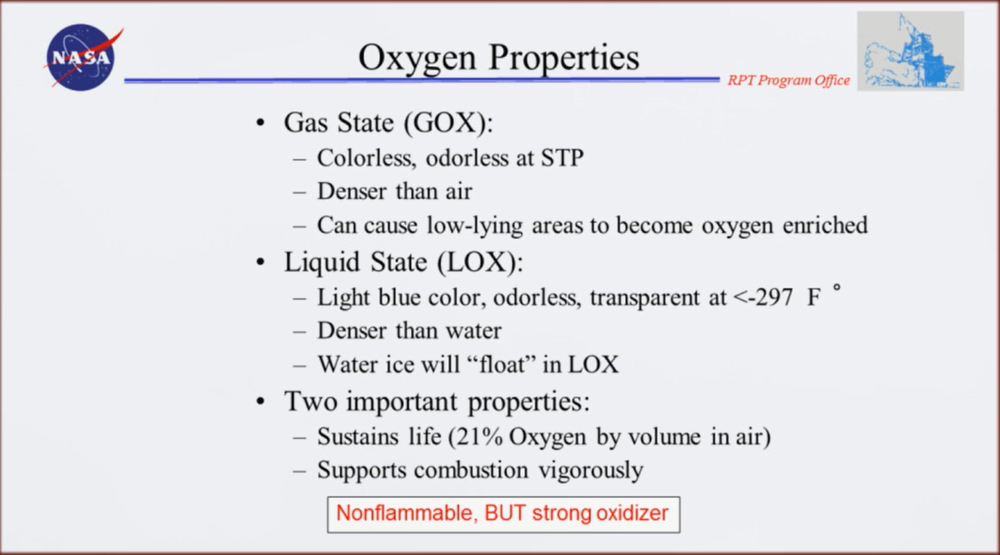 NASA
Oxygen Properties
RPT Program Office
• Gas State (GOX):
– Colorless, odorless at STP
– Denser than air
– Can cause low-lying areas to become oxygen enriched
• Liquid State (LOX):
– Light blue color, odorless, transparent at <-297 F °
– Denser than water
– Water ice will “float” in LOX
• Two important properties:
– Sustains life (21% Oxygen by volume in air)
– Supports combustion vigorously
Nonflammable, BUT strong oxidizer